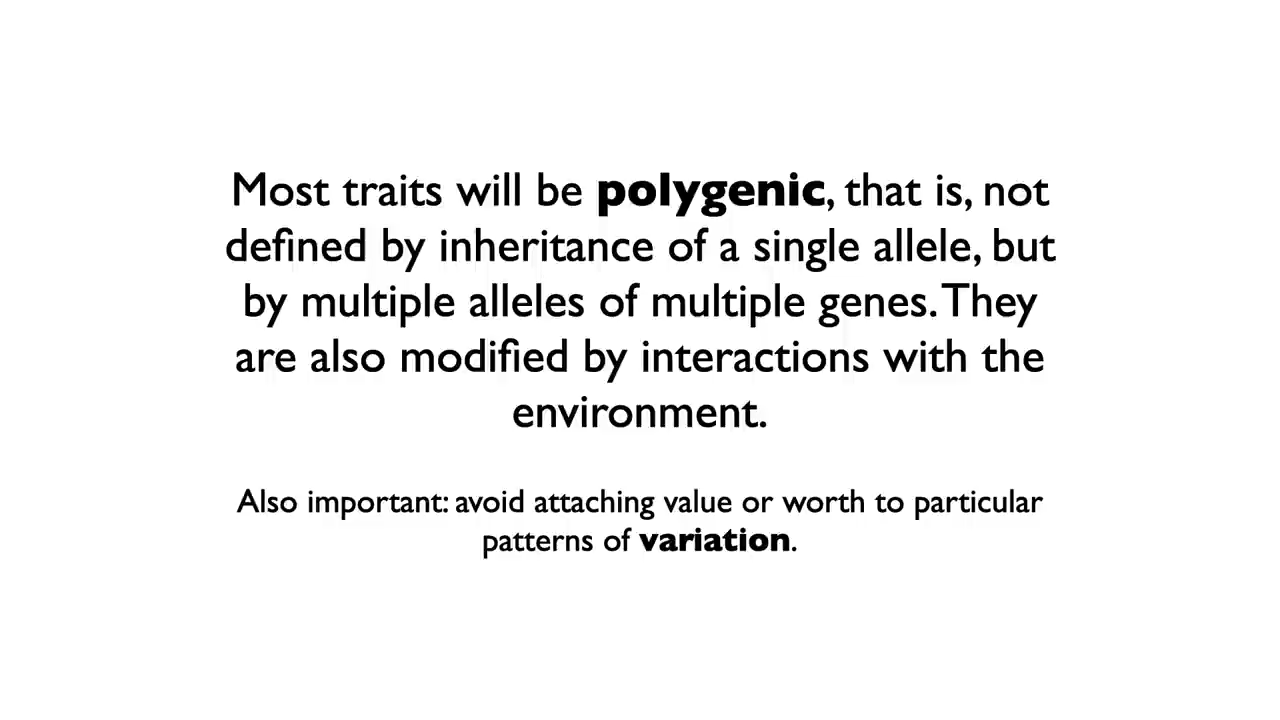 Most traits will be polygenic, that is, not
defined by inheritance of a single allele, but
by multiple alleles of multiple genes. They
are also modified by interactions with the
environment.
Also important: avoid attaching value or worth to particular
patterns of variation.